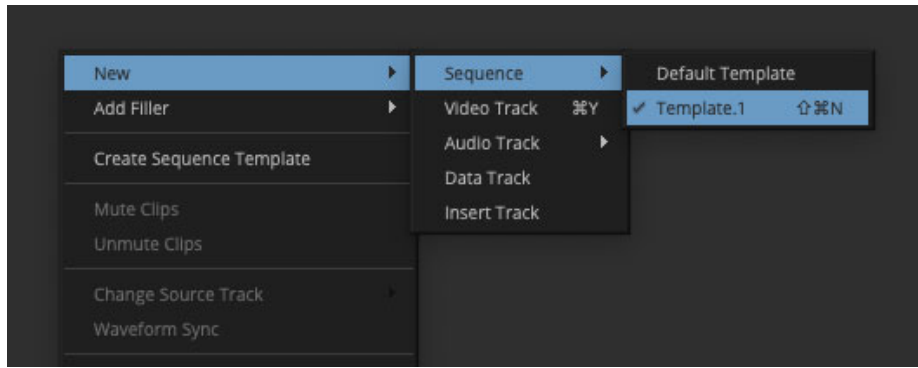 New
Add Filler
Create Sequence Template
Mute Clips
Unmute Clips
Change Source Track
Waveform Sync
Sequence
Video Track ⌘Y
Audio Track
Data Track
Insert Track
Default Template
✓ Template.1 ⇧⌘N